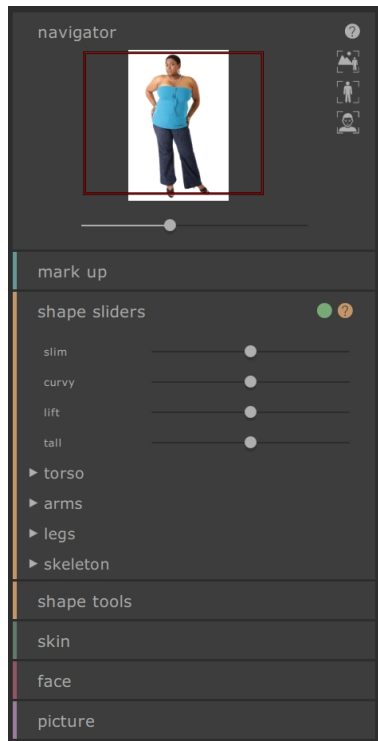 navigator
?
mark up
shape sliders
?
slim
curvy
lift
tall
torso
arms
legs
skeleton
shape tools
skin
face
picture